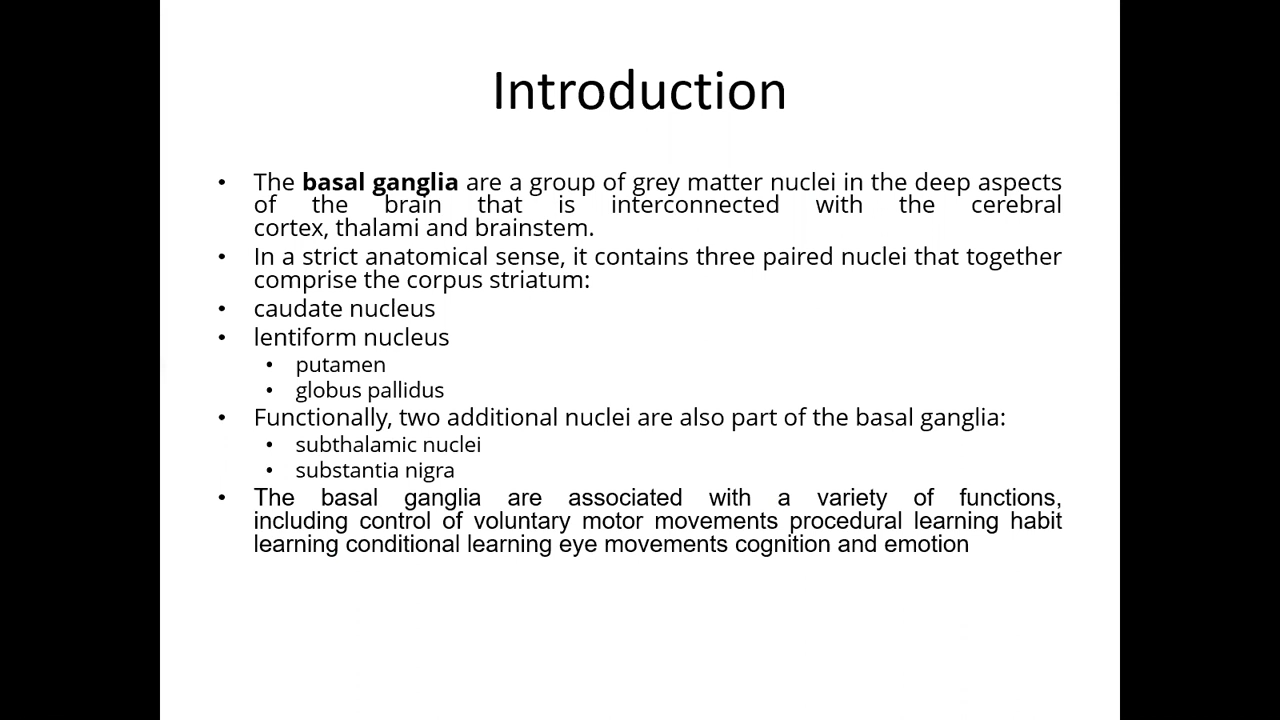 Introduction
• The basal ganglia are a group of grey matter nuclei in the deep aspects
of the brain that is interconnected with the cerebral
cortex, thalami and brainstem.
• In a strict anatomical sense, it contains three paired nuclei that together
comprise the corpus striatum:
• caudate nucleus
• lentiform nucleus
• putamen
• globus pallidus
• Functionally, two additional nuclei are also part of the basal ganglia:
• subthalamic nuclei
• substantia nigra
• The basal ganglia are associated with a variety of functions,
including control of voluntary motor movements procedural learning habit
learning conditional learning eye movements cognition and emotion